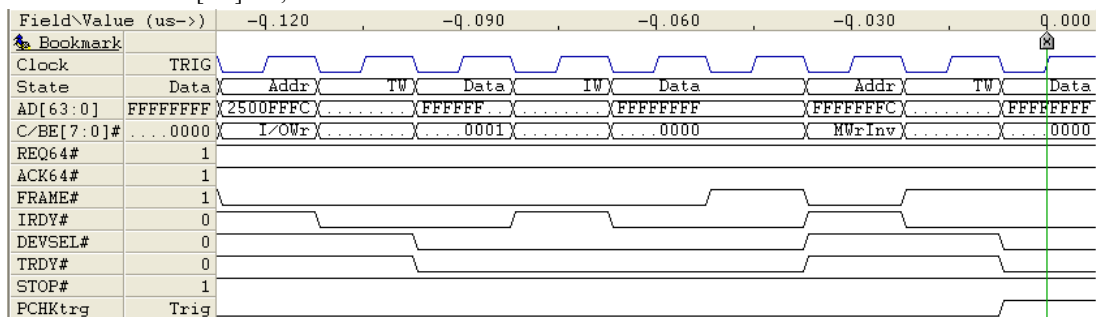 Field\Value (us->) -0.120 -0.090 -0.060 -0.030 0.000
Bookmark
Clock TRIG
State Data Addr TW Data IW Data Addr TW Data
AD[63:0] FFFFFFFF 2500FFFC ........ FFFFFF.. ........ FFFFFFFF FFFFFFFC ........ FFFFFFFF
C/BE[7:0]# ....0000 I/OWr ........ ....0001 ........ ....0000 MWrInv ........ ....0000
REQ64# 1
ACK64# 1
FRAME# 1
IRDY# 0
DEVSEL# 0
TRDY# 0
STOP# 1
PCHKtrg Trig